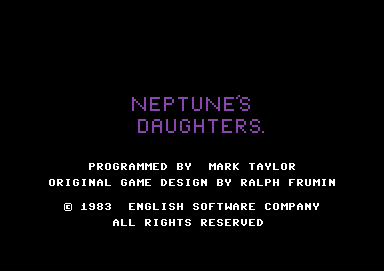 NEPTUNE'S
DAUGHTERS.
PROGRAMMED BY MARK TAYLOR
ORIGINAL GAME DESIGN BY RALPH FRUMIN
© 1983 ENGLISH SOFTWARE COMPANY
ALL RIGHTS RESERVED